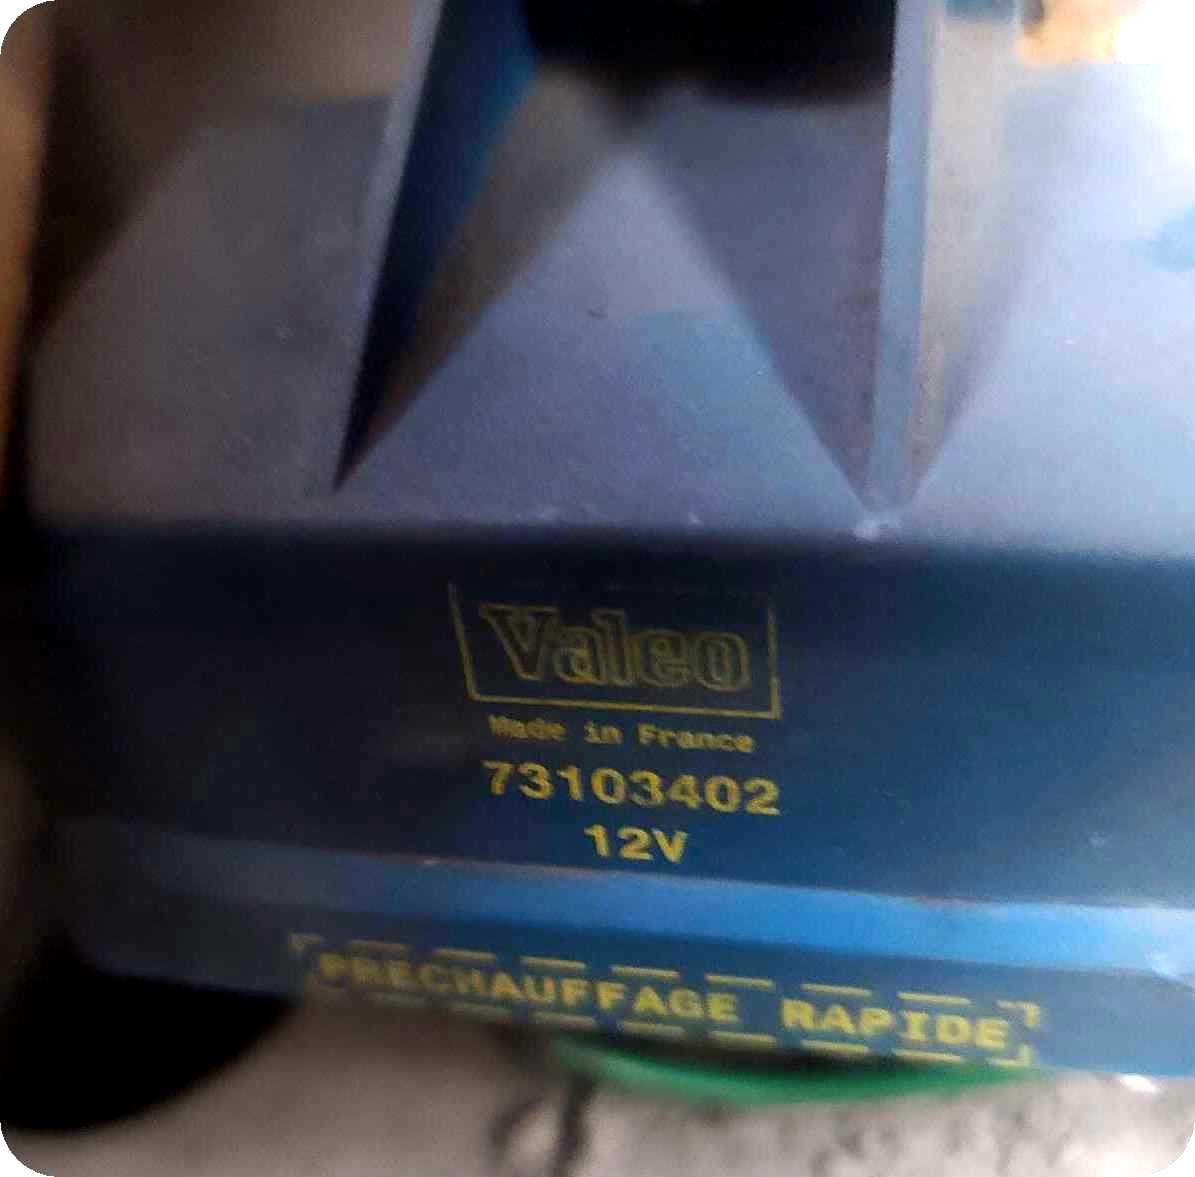 Valeo
Made in France
73103402
12V
PRECHAUFFAGE RAPIDE